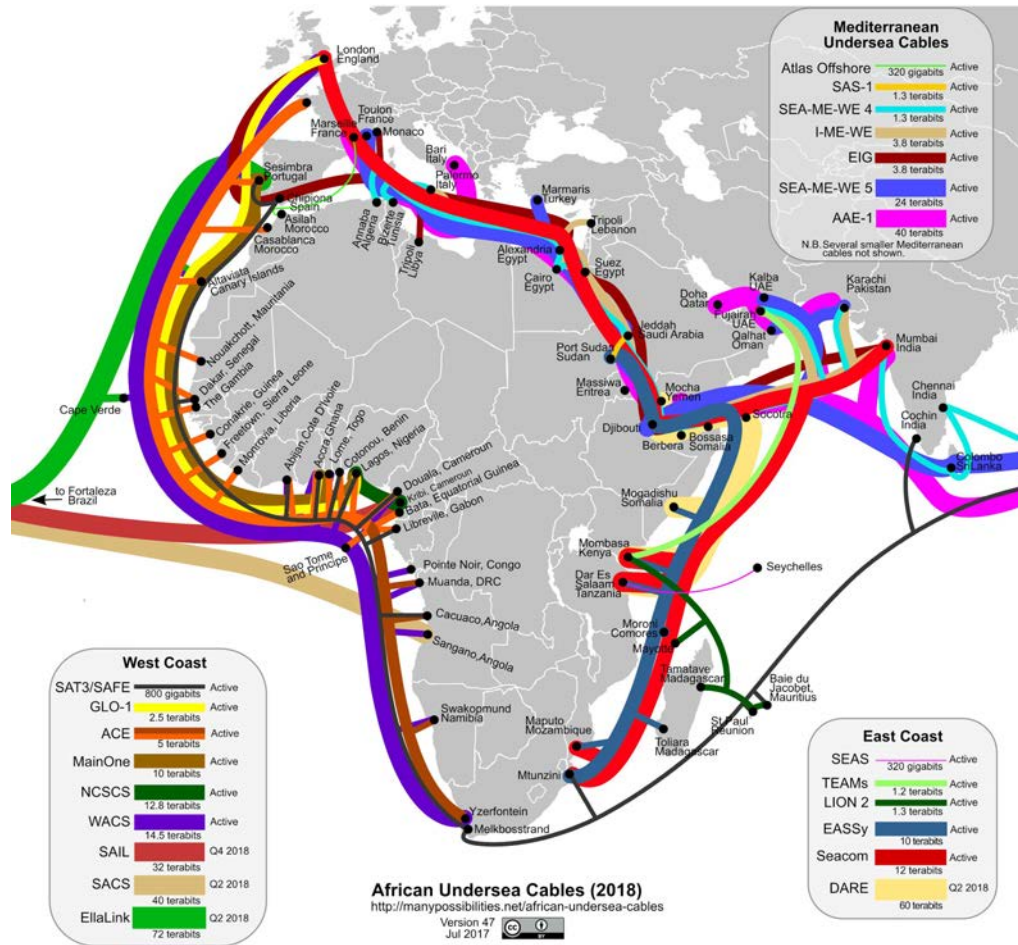 London
England
Toulon
France
Marseille
France
Monaco
Bari
Italy
Palermo
Italy
Sesimbra
Portugal
Chipiona
Spain
Asilah
Morocco
Casablanca
Morocco
Annaba
Algeria
Bizerte
Tunisia
Tripoli
Libya
Marmaris
Turkey
Tripoli
Lebanon
Alexandria
Egypt
Cairo
Egypt
Suez
Egypt
Altavista
Canary Islands
Nouakchott, Mauntania
Dakar, Senegal
The Gambia
Cape Verde
Conakrie, Guinea
Freetown, Sierra Leone
Monrovia, Liberia
Abijan,Cote D'Ivoire
Accra,Ghana
Lome,Togo
Cotonou, Benin
Lagos, Nigeria
Douala, Cameroun
Kribi, Cameroun
Bata, Equatorial Guinea
Libreville, Gabon
Sao Tome
and Principe
Pointe Noir, Congo
Muanda, DRC
Cacuaco,Angola
Sangano,Angola
Swakopmund
Namibia
Yzerfontein
Melkbosstrand
to Fortaleza
Brazil
Doha
Qatar
Kalba
UAE
Fujairah
UAE
Qalhat
Oman
Karachi
Pakistan
Mumbai
India
Chennai
India
Cochin
India
Colombo
Sri Lanka
Jeddah
Saudi Arabia
Port Sudan
Sudan
Massiwa
Eritrea
Mocha
Yemen
Djibouti
Berbera
Bossasa
Somalia
Socotra
Mogadishu
Somalia
Mombasa
Kenya
Dar Es
Salaam
Tanzania
Seychelles
Moroni
Comores
Mayotte
Tamatave
Madagascar
Baie du
Jacobet,
Mauritius
St Paul
Reunion
Toliara
Madagascar
Maputo
Mozambique
Mtunzini
Mediterranean
Undersea Cables
Atlas Offshore 320 gigabits Active
SAS-1 1.3 terabits Active
SEA-ME-WE 4 1.3 terabits Active
I-ME-WE 3.8 terabits Active
EIG 3.8 terabits Active
SEA-ME-WE 5 24 terabits Active
AAE-1 40 terabits Active
N.B.Several smaller Mediterranean
cables not shown.
West Coast
SAT3/SAFE 800 gigabits Active
GLO-1 2.5 terabits Active
ACE 5 terabits Active
MainOne 10 terabits Active
NCSCS 12.8 terabits Active
WACS 14.5 terabits Active
SAIL 32 terabits Q4 2018
SACS 40 terabits Q2 2018
EllaLink 72 terabits Q2 2018
East Coast
SEAS 320 gigabits Active
TEAMs 1.2 terabits Active
LION 2 1.3 terabits Active
EASSy 10 terabits Active
Seacom 12 terabits Active
DARE 60 terabits Q2 2018
African Undersea Cables (2018)
http://manypossibilities.net/african-undersea-cables
Version 47
Jul 2017
cc
BY